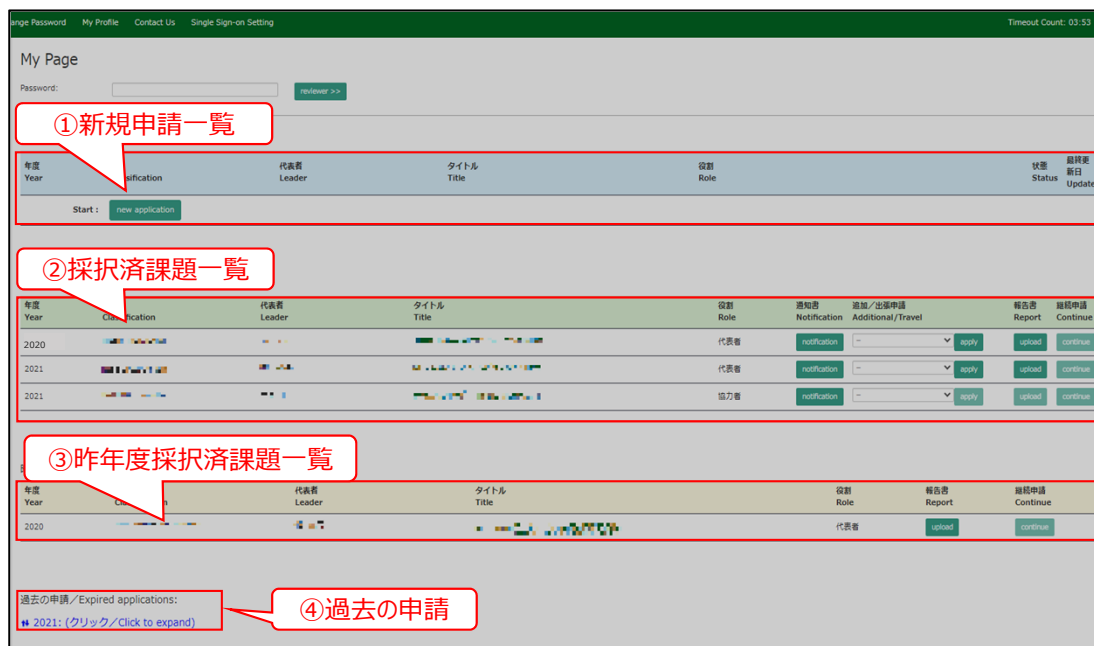 ange Password My Profile Contact Us Single Sign-on Setting Timeout Count: 03:53
My Page
Password: reviewer >>
①新規申請一覧
年度 代表者 タイトル 役割 状態 最終更新日
Year sification Leader Title Role Status Update
Start : new application
②採択済課題一覧
年度 代表者 タイトル 役割 通知書 追加／出張申請 報告書 継続申請
Year Classification Leader Title Role Notification Additional/Travel Report Continue
2020 代表者 notification - apply upload continue
2021 代表者 notification - apply upload continue
2021 協力者 notification - apply upload continue
③昨年度採択済課題一覧
年度 代表者 タイトル 役割 報告書 継続申請
Year Leader Title Role Report Continue
2020 代表者 upload continue
過去の申請／Expired applications:
④過去の申請
2021: (クリック／Click to expand)